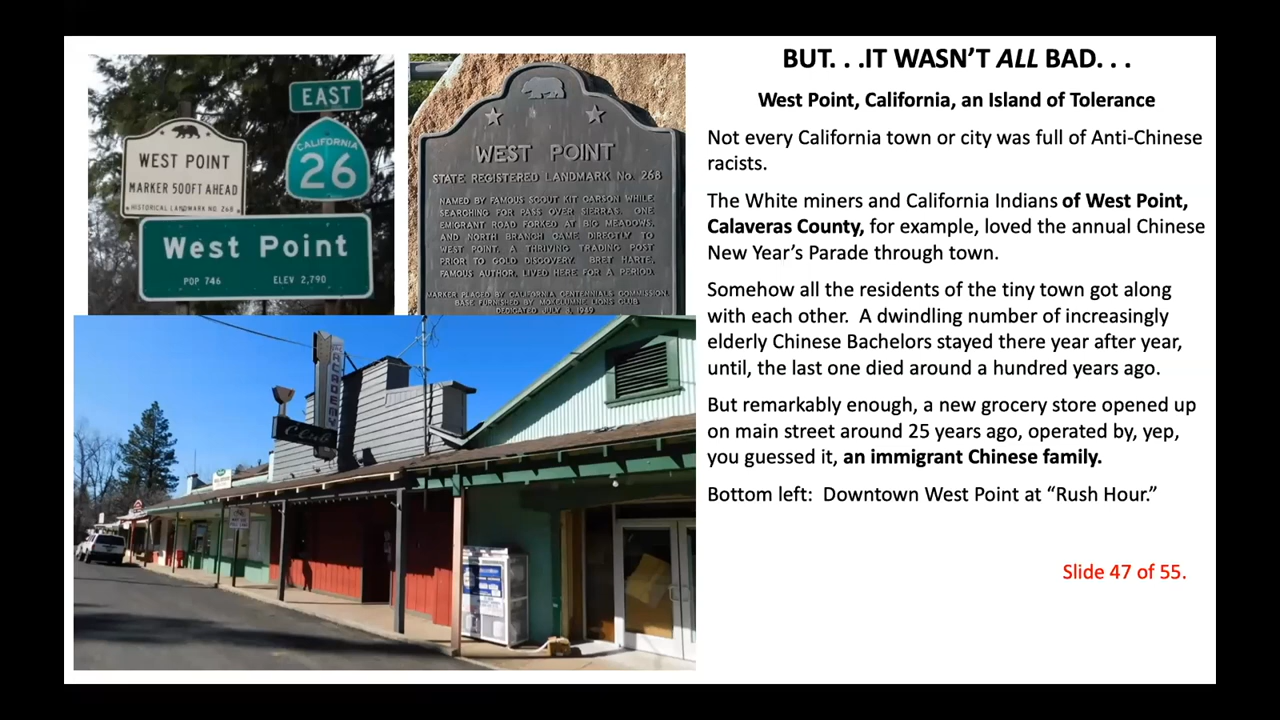 BUT. . .IT WASN’T ALL BAD. . .
West Point, California, an Island of Tolerance
Not every California town or city was full of Anti-Chinese
racists.
The White miners and California Indians of West Point,
Calaveras County, for example, loved the annual Chinese
New Year’s Parade through town.
Somehow all the residents of the tiny town got along
with each other.  A dwindling number of increasingly
elderly Chinese Bachelors stayed there year after year,
until, the last one died around a hundred years ago.
But remarkably enough, a new grocery store opened up
on main street around 25 years ago, operated by, yep,
you guessed it, an immigrant Chinese family.
Bottom left:  Downtown West Point at “Rush Hour.”
Slide 47 of 55.
EAST
CALIFORNIA
26
WEST POINT
MARKER 500FT AHEAD
HISTORICAL LANDMARK NO. 268
West Point
POP 746 ELEV 2,790
WEST POINT
STATE REGISTERED LANDMARK No. 268
NAMED BY FAMOUS SCOUT KIT CARSON WHILE
SEARCHING FOR PASS OVER SIERRAS. ONE
EMIGRANT ROAD FORKED AT BIG MEADOWS,
AND NORTH BRANCH CAME DIRECTLY TO
WEST POINT, A THRIVING TRADING POST
PRIOR TO GOLD DISCOVERY. BRET HARTE,
FAMOUS AUTHOR, LIVED HERE FOR A PERIOD.
MARKER PLACED BY CALIFORNIA CENTENNIALS COMMISSION.
BASE FURNISHED BY MOKELUMNE LIONS CLUB.
DEDICATED JULY 3, 1949
ACADEMY
Club